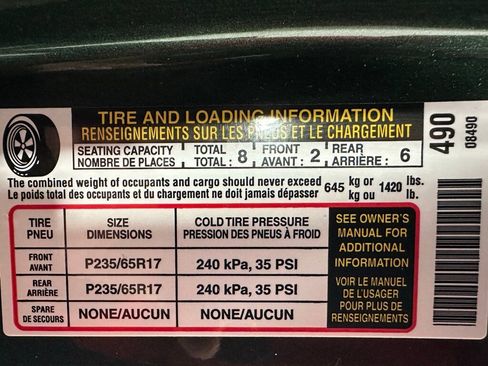 TIRE AND LOADING INFORMATION
RENSEIGNEMENTS SUR LES PNEUS ET LE CHARGEMENT
SEATING CAPACITY TOTAL : 8 FRONT : 2 REAR : 6
NOMBRE DE PLACES TOTAL : AVANT : ARRIÈRE :
The combined weight of occupants and cargo should never exceed 645 kg or 1420 lbs.
Le poids total des occupants et du chargement ne doit jamais dépasser kg ou lb.
TIRE SIZE COLD TIRE PRESSURE
PNEU DIMENSIONS PRESSION DES PNEUS À FROID
FRONT
AVANT P235/65R17 240 kPa, 35 PSI
REAR
ARRIÈRE P235/65R17 240 kPa, 35 PSI
SPARE
DE SECOURS NONE/AUCUN NONE/AUCUN
SEE OWNER'S
MANUAL FOR
ADDITIONAL
INFORMATION
VOIR LE MANUEL
DE L'USAGER
POUR PLUS DE
RENSEIGNEMENTS
490
08490